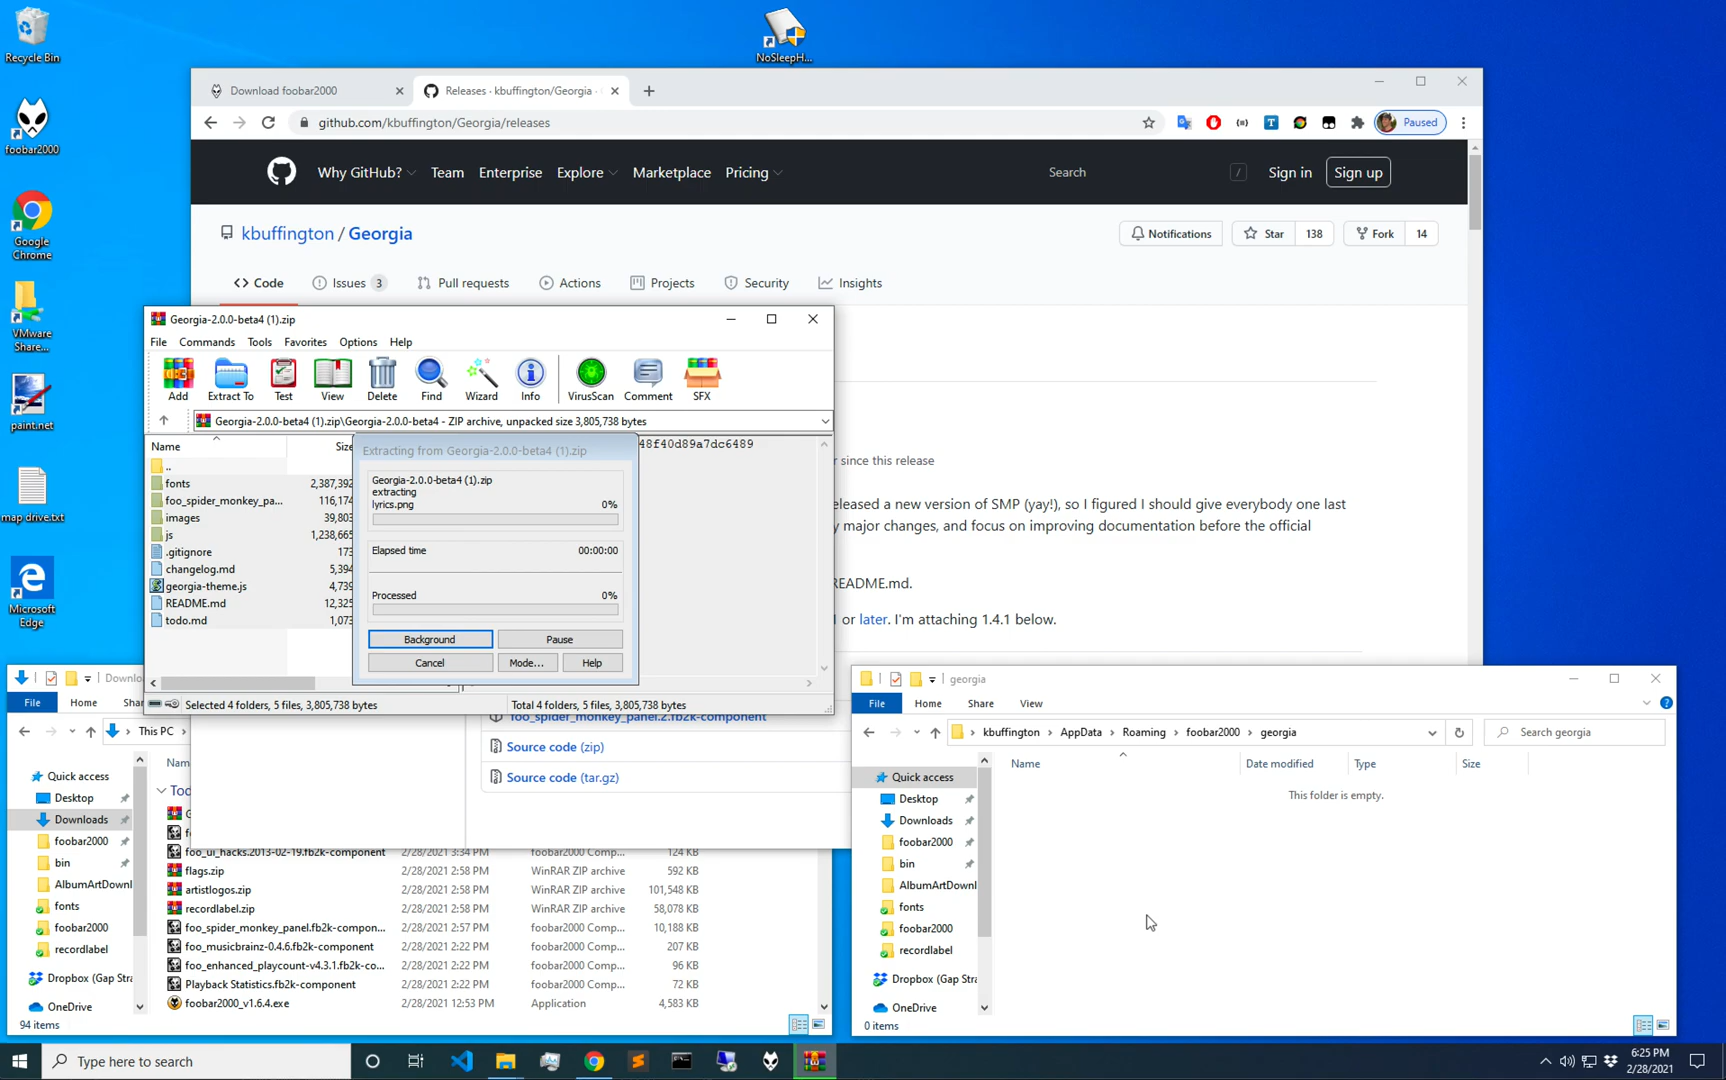 Recycle Bin
foobar2000
Google
Chrome
VMware
Share...
paint.net
map drive.txt
Microsoft
Edge
NoSleepH...
Download foobar2000
Releases · kbuffington/Georgia ·
github.com/kbuffington/Georgia/releases
Paused
Why GitHub?
Team
Enterprise
Explore
Marketplace
Pricing
Search
/
Sign in
Sign up
kbuffington / Georgia
Notifications
Star 138
Fork 14
Code
Issues 3
Pull requests
Actions
Projects
Security
Insights
48f40d89a7dc6489
since this release
eleased a new version of SMP (yay!), so I figured I should give everybody one last
y major changes, and focus on improving documentation before the official
README.md.
or later. I'm attaching 1.4.1 below.
foo_spider_monkey_panel.2.fb2k-component
Source code (zip)
Source code (tar.gz)
Georgia-2.0.0-beta4 (1).zip
File Commands Tools Favorites Options Help
Add
Extract To
Test
View
Delete
Find
Wizard
Info
VirusScan
Comment
SFX
Georgia-2.0.0-beta4 (1).zip\Georgia-2.0.0-beta4 - ZIP archive, unpacked size 3,805,738 bytes
Name Size
..
fonts 2,387,392
foo_spider_monkey_pa... 116,174
images 39,803
js 1,238,665
.gitignore 173
changelog.md 5,394
georgia-theme.js 4,739
README.md 12,325
todo.md 1,073
Selected 4 folders, 5 files, 3,805,738 bytes
Total 4 folders, 5 files, 3,805,738 bytes
Extracting from Georgia-2.0.0-beta4 (1).zip
Georgia-2.0.0-beta4 (1).zip
extracting
lyrics.png 0%
Elapsed time 00:00:00
Processed 0%
Background
Pause
Cancel
Mode...
Help
Downlo
File Home Shar
This PC
Quick access
Desktop
Downloads
foobar2000
bin
AlbumArtDownl
fonts
foobar2000
recordlabel
Dropbox (Gap Stra
OneDrive
94 items
Nam
Tod
G
f
foo_ui_hacks.2013-02-19.fb2k-component 2/28/2021 3:34 PM foobar2000 Comp... 124 KB
flags.zip 2/28/2021 2:58 PM WinRAR ZIP archive 592 KB
artistlogos.zip 2/28/2021 2:58 PM WinRAR ZIP archive 101,548 KB
recordlabel.zip 2/28/2021 2:58 PM WinRAR ZIP archive 58,078 KB
foo_spider_monkey_panel.fb2k-compon... 2/28/2021 2:57 PM foobar2000 Comp... 10,188 KB
foo_musicbrainz-0.4.6.fb2k-component 2/28/2021 2:22 PM foobar2000 Comp... 207 KB
foo_enhanced_playcount-v4.3.1.fb2k-co... 2/28/2021 2:22 PM foobar2000 Comp... 96 KB
Playback Statistics.fb2k-component 2/28/2021 2:22 PM foobar2000 Comp... 72 KB
foobar2000_v1.6.4.exe 2/28/2021 12:53 PM Application 4,583 KB
georgia
File Home Share View
kbuffington > AppData > Roaming > foobar2000 > georgia
Search georgia
Name Date modified Type Size
This folder is empty.
Quick access
Desktop
Downloads
foobar2000
bin
AlbumArtDownl
fonts
foobar2000
recordlabel
Dropbox (Gap Stra
OneDrive
0 items
Type here to search
6:25 PM
2/28/2021